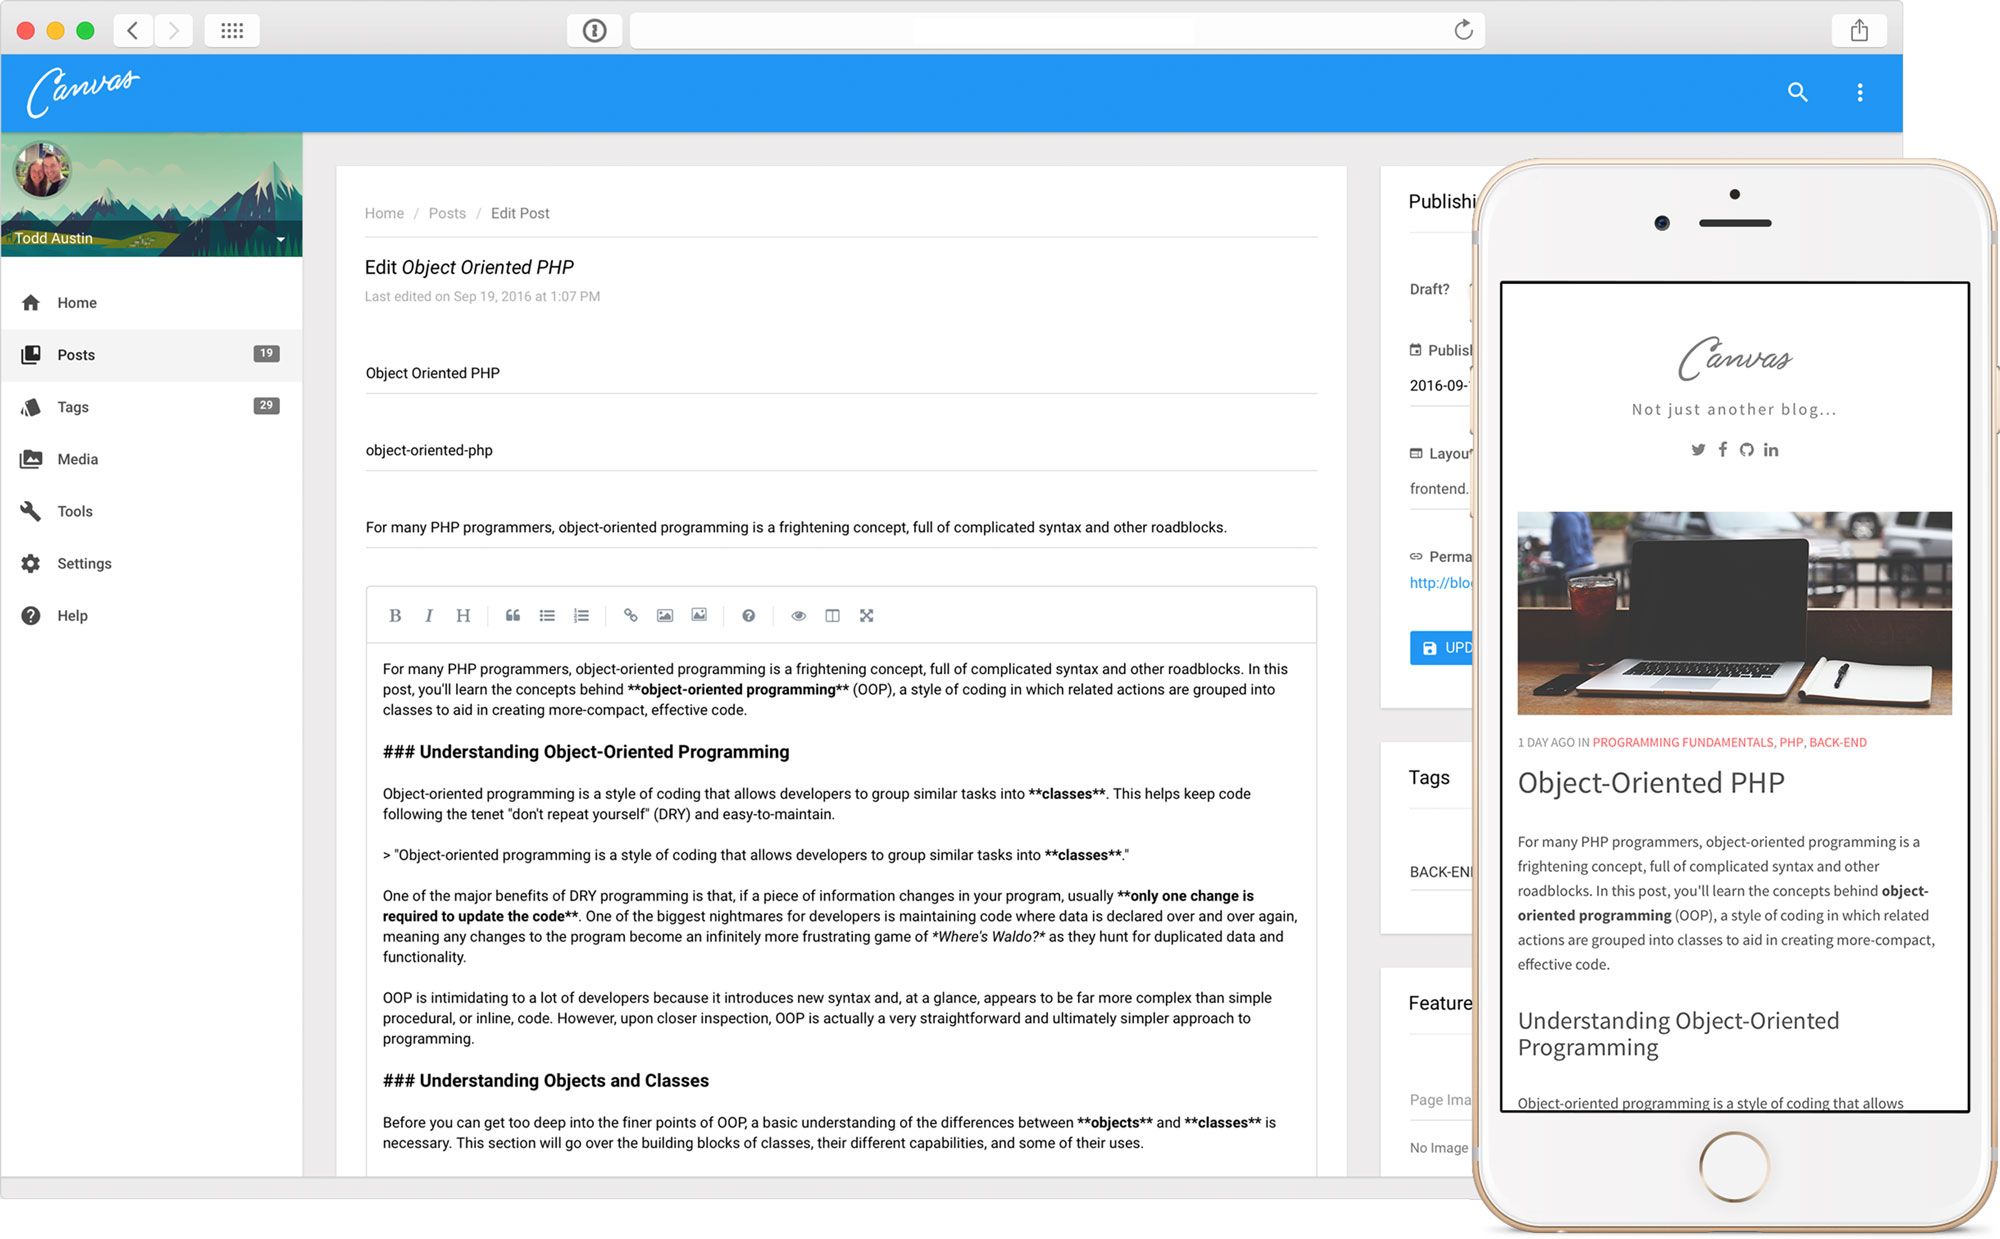 Canvas
Todd Austin
Home
Posts
19
Tags
29
Media
Tools
Settings
Help
Home / Posts / Edit Post
Edit Object Oriented PHP
Last edited on Sep 19, 2016 at 1:07 PM
Object Oriented PHP
object-oriented-php
For many PHP programmers, object-oriented programming is a frightening concept, full of complicated syntax and other roadblocks.
B I H
For many PHP programmers, object-oriented programming is a frightening concept, full of complicated syntax and other roadblocks. In this
post, you'll learn the concepts behind **object-oriented programming** (OOP), a style of coding in which related actions are grouped into
classes to aid in creating more-compact, effective code.
### Understanding Object-Oriented Programming
Object-oriented programming is a style of coding that allows developers to group similar tasks into **classes**. This helps keep code
following the tenet "don't repeat yourself" (DRY) and easy-to-maintain.
> "Object-oriented programming is a style of coding that allows developers to group similar tasks into **classes**."
One of the major benefits of DRY programming is that, if a piece of information changes in your program, usually **only one change is
required to update the code**. One of the biggest nightmares for developers is maintaining code where data is declared over and over again,
meaning any changes to the program become an infinitely more frustrating game of *Where's Waldo?* as they hunt for duplicated data and
functionality.
OOP is intimidating to a lot of developers because it introduces new syntax and, at a glance, appears to be far more complex than simple
procedural, or inline, code. However, upon closer inspection, OOP is actually a very straightforward and ultimately simpler approach to
programming.
### Understanding Objects and Classes
Before you can get too deep into the finer points of OOP, a basic understanding of the differences between **objects** and **classes** is
necessary. This section will go over the building blocks of classes, their different capabilities, and some of their uses.
Publishi
Draft?
Publish
2016-09-
Layou
frontend.
Perma
http://blo
UPD
Tags
BACK-EN
Feature
Page Ima
No Image
Canvas
Not just another blog...
1 DAY AGO IN PROGRAMMING FUNDAMENTALS, PHP, BACK-END
Object-Oriented PHP
For many PHP programmers, object-oriented programming is a
frightening concept, full of complicated syntax and other
roadblocks. In this post, you'll learn the concepts behind object-
oriented programming (OOP), a style of coding in which related
actions are grouped into classes to aid in creating more-compact,
effective code.
Understanding Object-Oriented
Programming
Object-oriented programming is a style of coding that allows